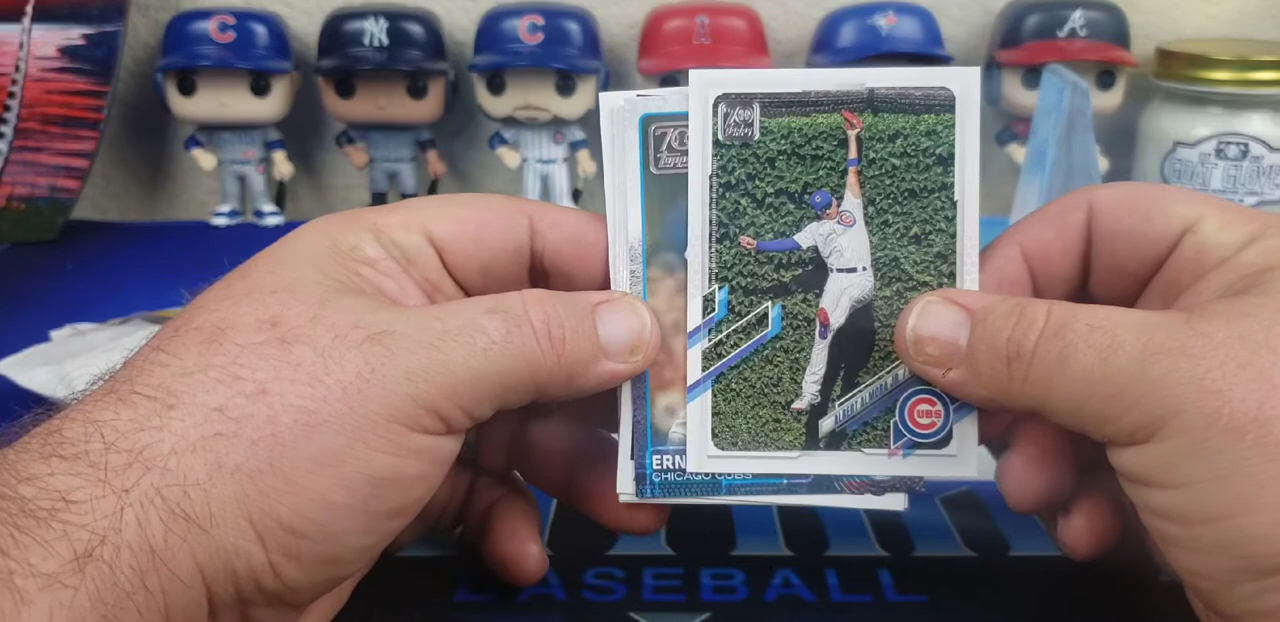 C
NY
C
A
A
70
Topps
70
Topps
GOAT GLOVE
ALBERT ALMORA JR.
CUBS
ERN
CHICAGO CUBS
BASEBALL